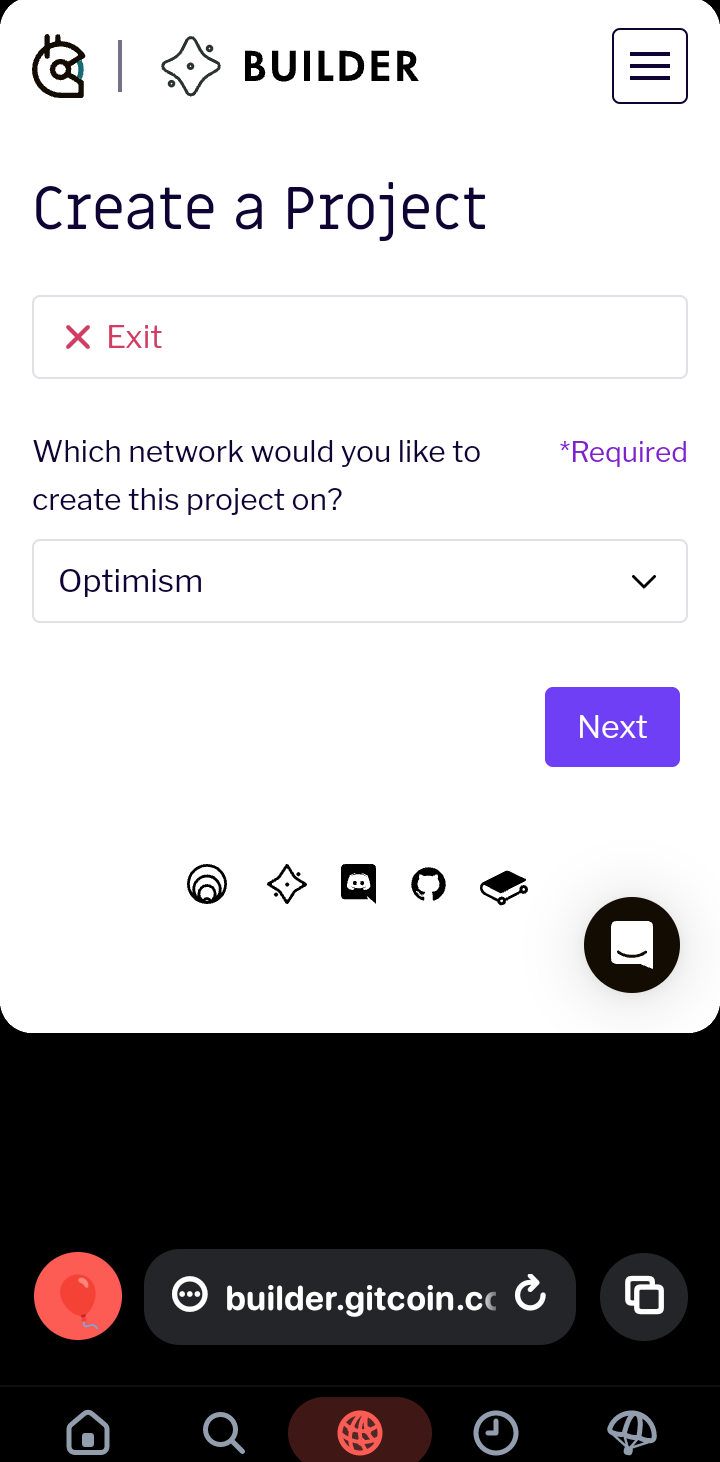 BUILDER
Create a Project
Exit
Which network would you like to
*Required
create this project on?
Optimism
Next
builder.gitcoin.co